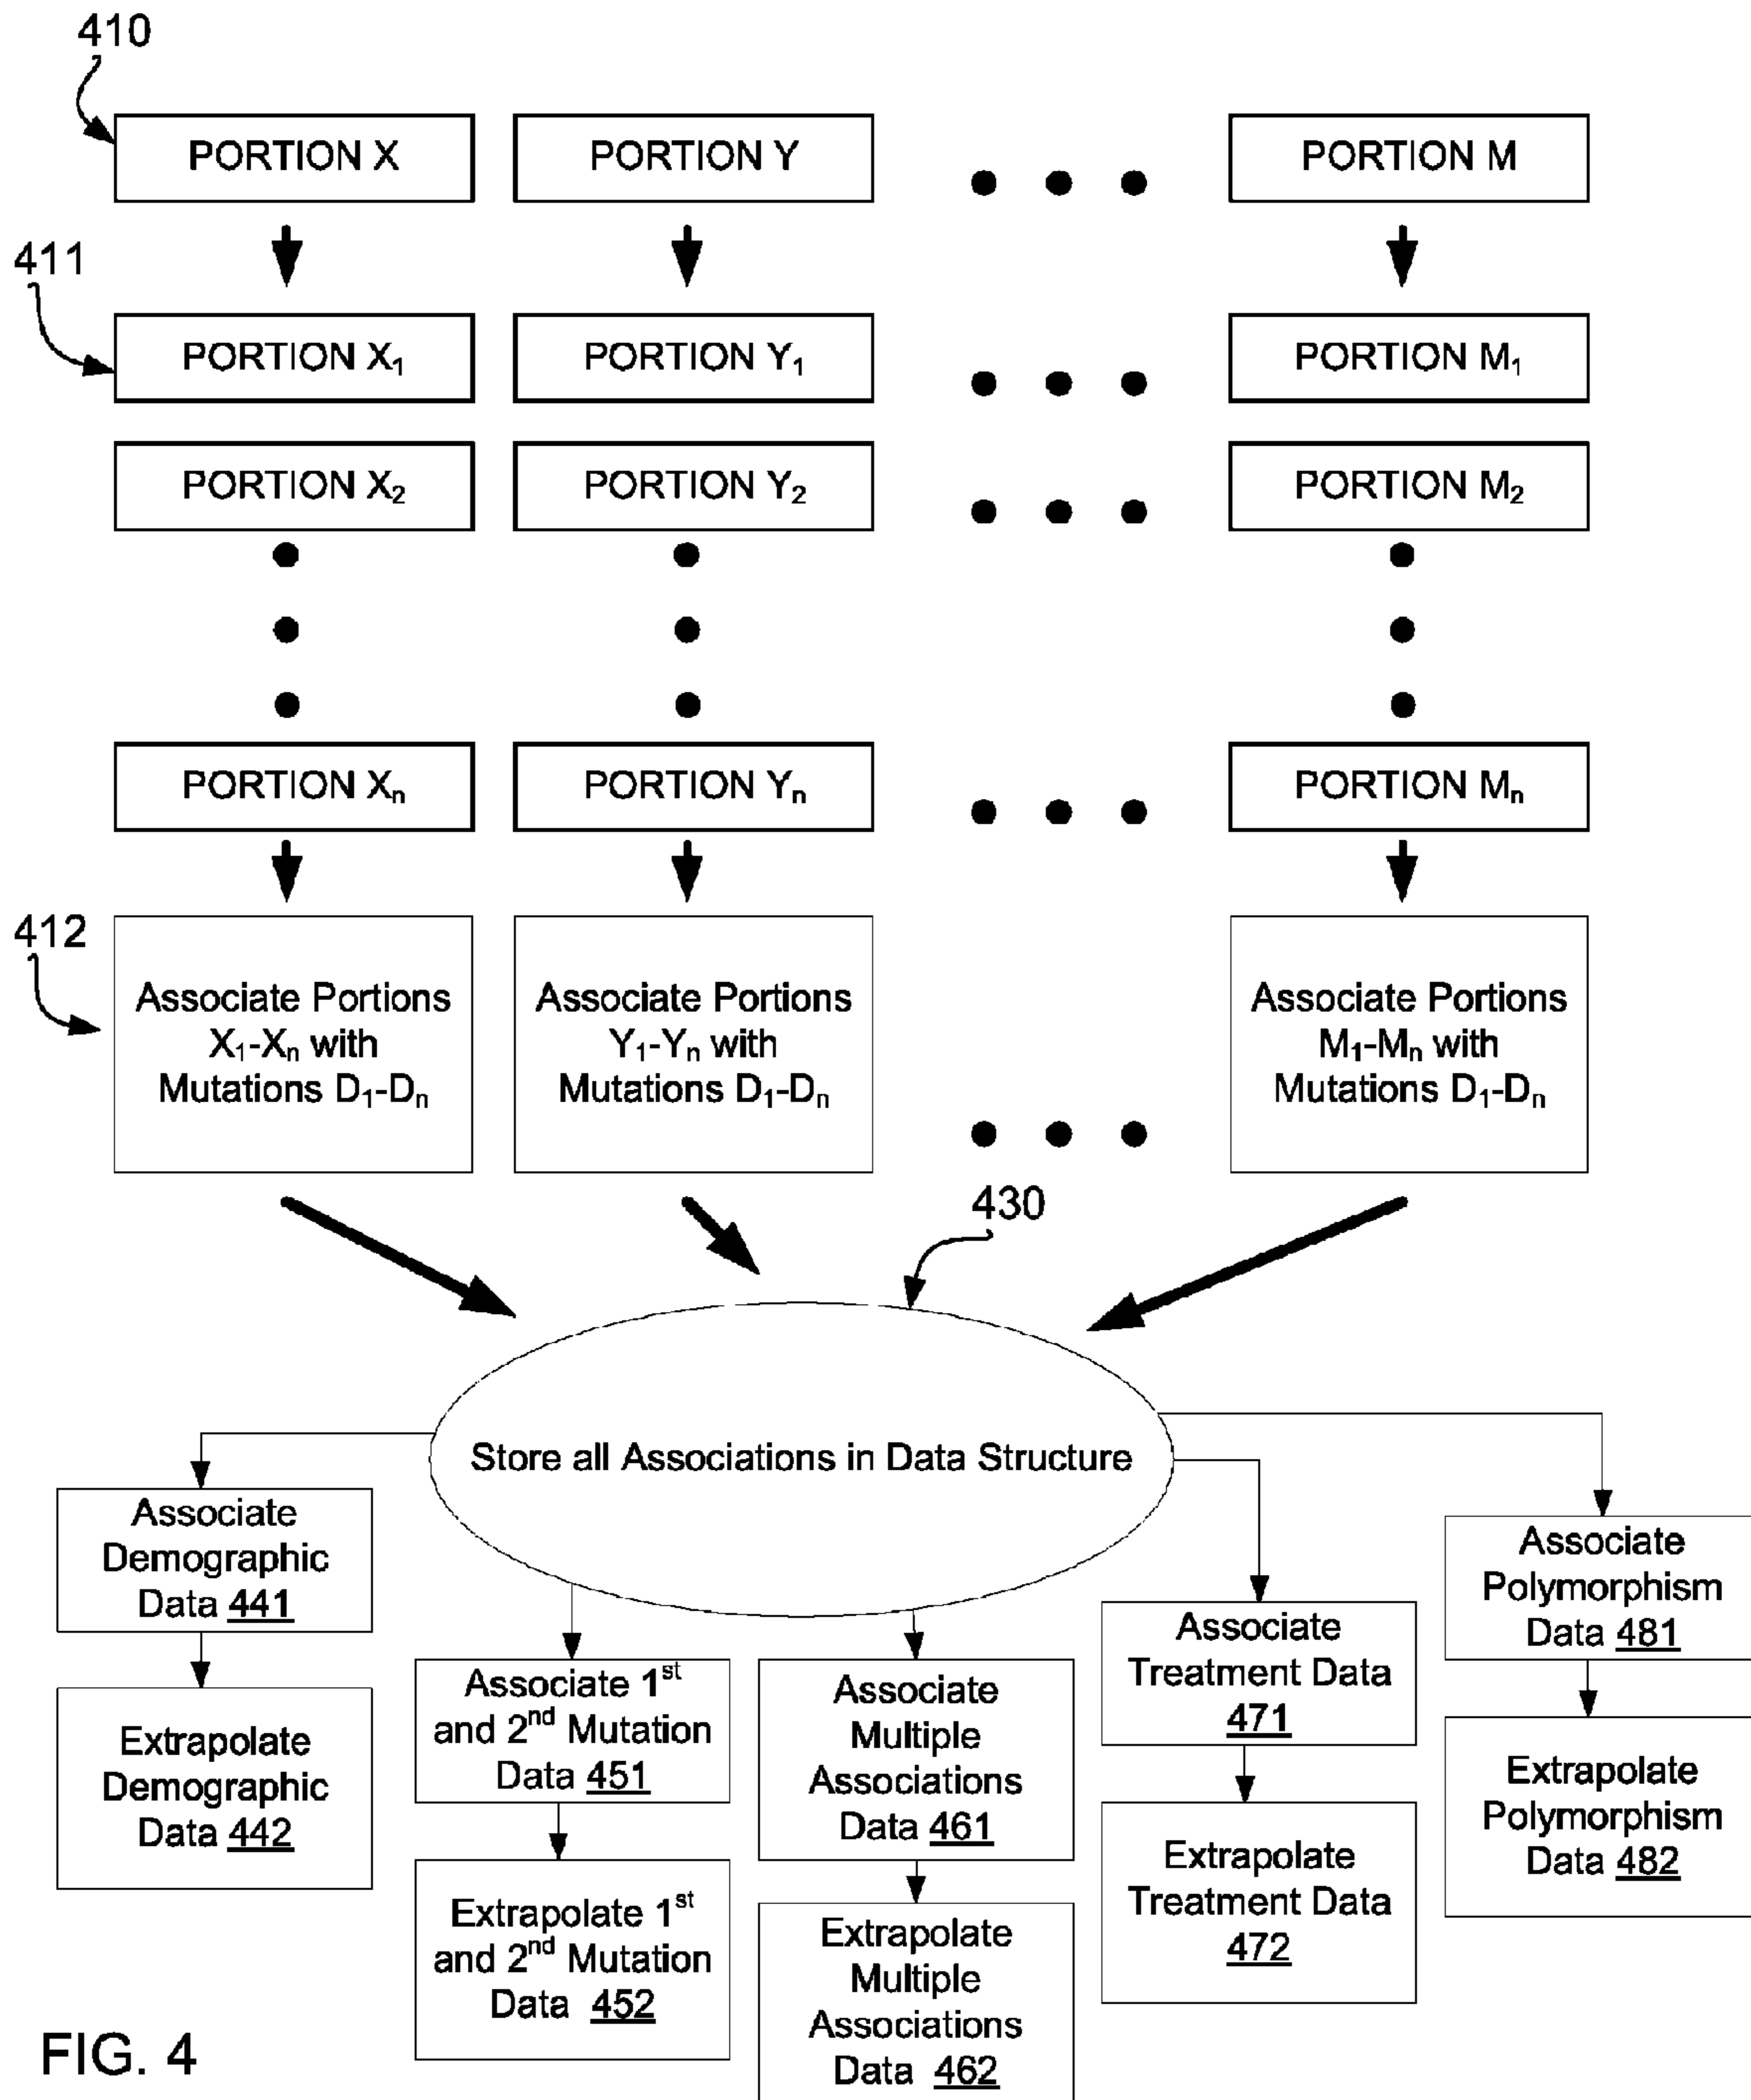 410
PORTION X
PORTION Y
PORTION M
411
PORTION X₁
PORTION Y₁
PORTION M₁
PORTION X₂
PORTION Y₂
PORTION M₂
PORTION Xₙ
PORTION Yₙ
PORTION Mₙ
412
Associate Portions
X₁-Xₙ with
Mutations D₁-Dₙ
Associate Portions
Y₁-Yₙ with
Mutations D₁-Dₙ
Associate Portions
M₁-Mₙ with
Mutations D₁-Dₙ
430
Store all Associations in Data Structure
Associate
Demographic
Data 441
Extrapolate
Demographic
Data 442
Associate 1st
and 2nd Mutation
Data 451
Extrapolate 1st
and 2nd Mutation
Data 452
Associate
Multiple
Associations
Data 461
Extrapolate
Multiple
Associations
Data 462
Associate
Treatment Data
471
Extrapolate
Treatment Data
472
Associate
Polymorphism
Data 481
Extrapolate
Polymorphism
Data 482
FIG. 4